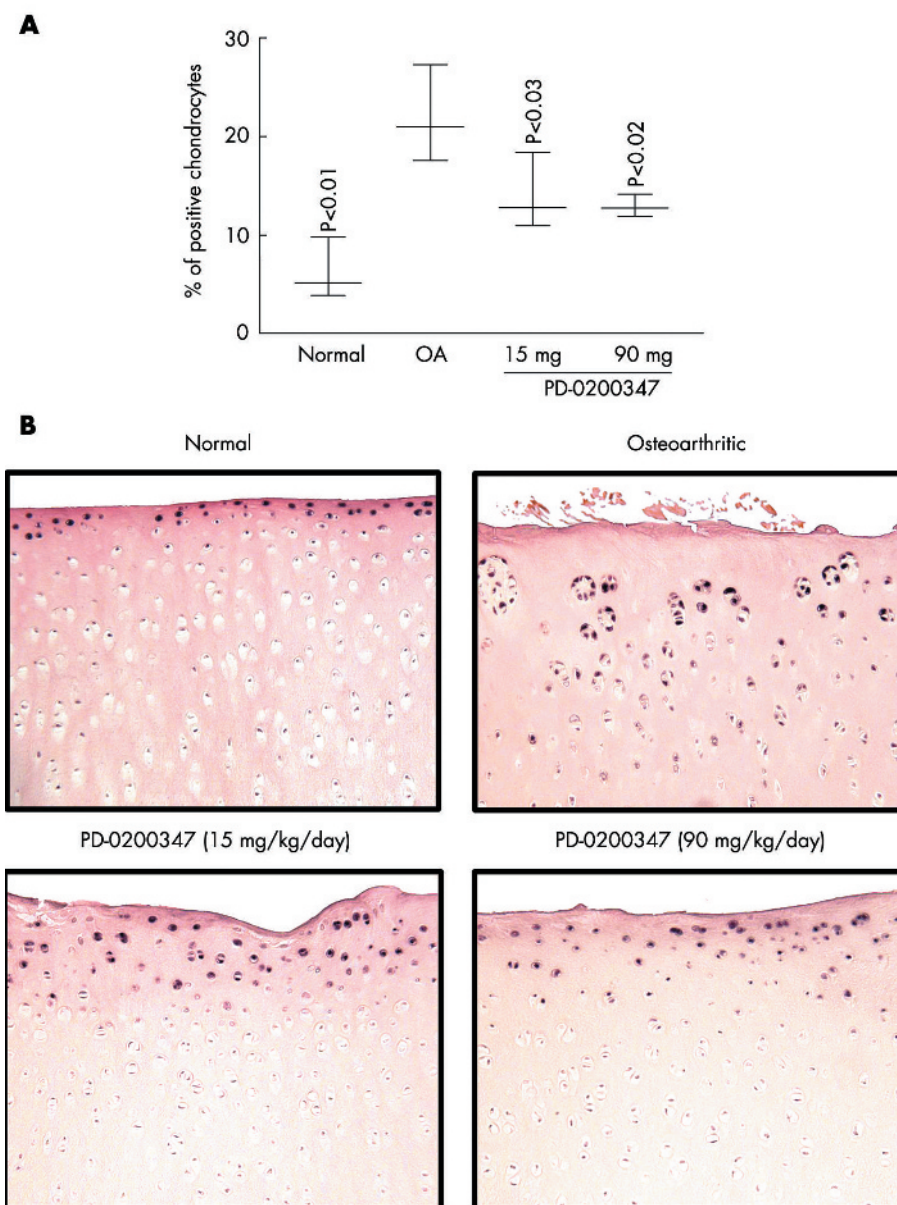 A
30
20
10
0
% of positive chondrocytes
P<0.01
P<0.03
P<0.02
Normal OA 15 mg 90 mg
PD-0200347
B
Normal Osteoarthritic
PD-0200347 (15 mg/kg/day) PD-0200347 (90 mg/kg/day)